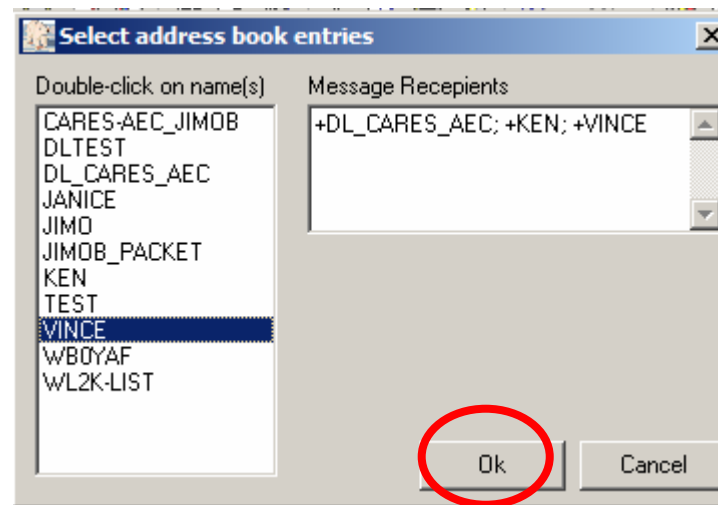 Select address book entries
Double-click on name(s)
Message Recepients
CARES-AEC_JIMOB
DLTEST
DL_CARES_AEC
JANICE
JIMO
JIMOB_PACKET
KEN
TEST
VINCE
WB0YAF
WL2K-LIST
+DL_CARES_AEC; +KEN; +VINCE
Ok
Cancel